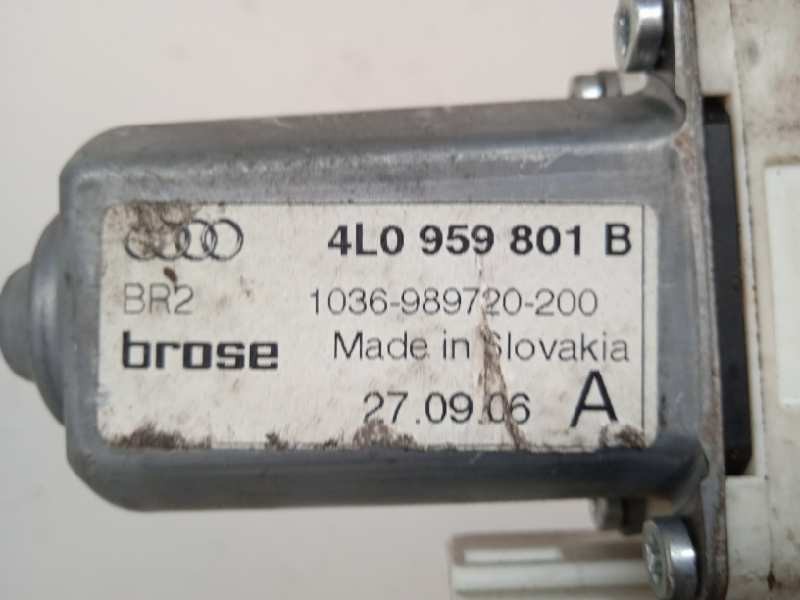 4L0 959 801 B
BR2 1036-989720-200
brose Made in Slovakia
27.09.06 A